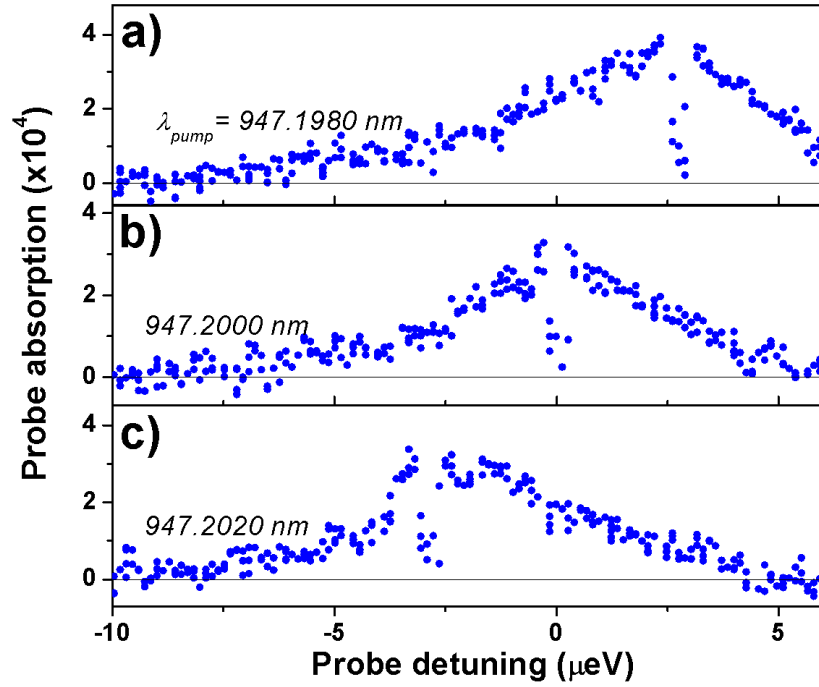 a)
4
2
0
λpump = 947.1980 nm
b)
4
2
0
947.2000 nm
c)
4
2
0
947.2020 nm
-10 -5 0 5
Probe detuning (μeV)
Probe absorption (x10⁴)